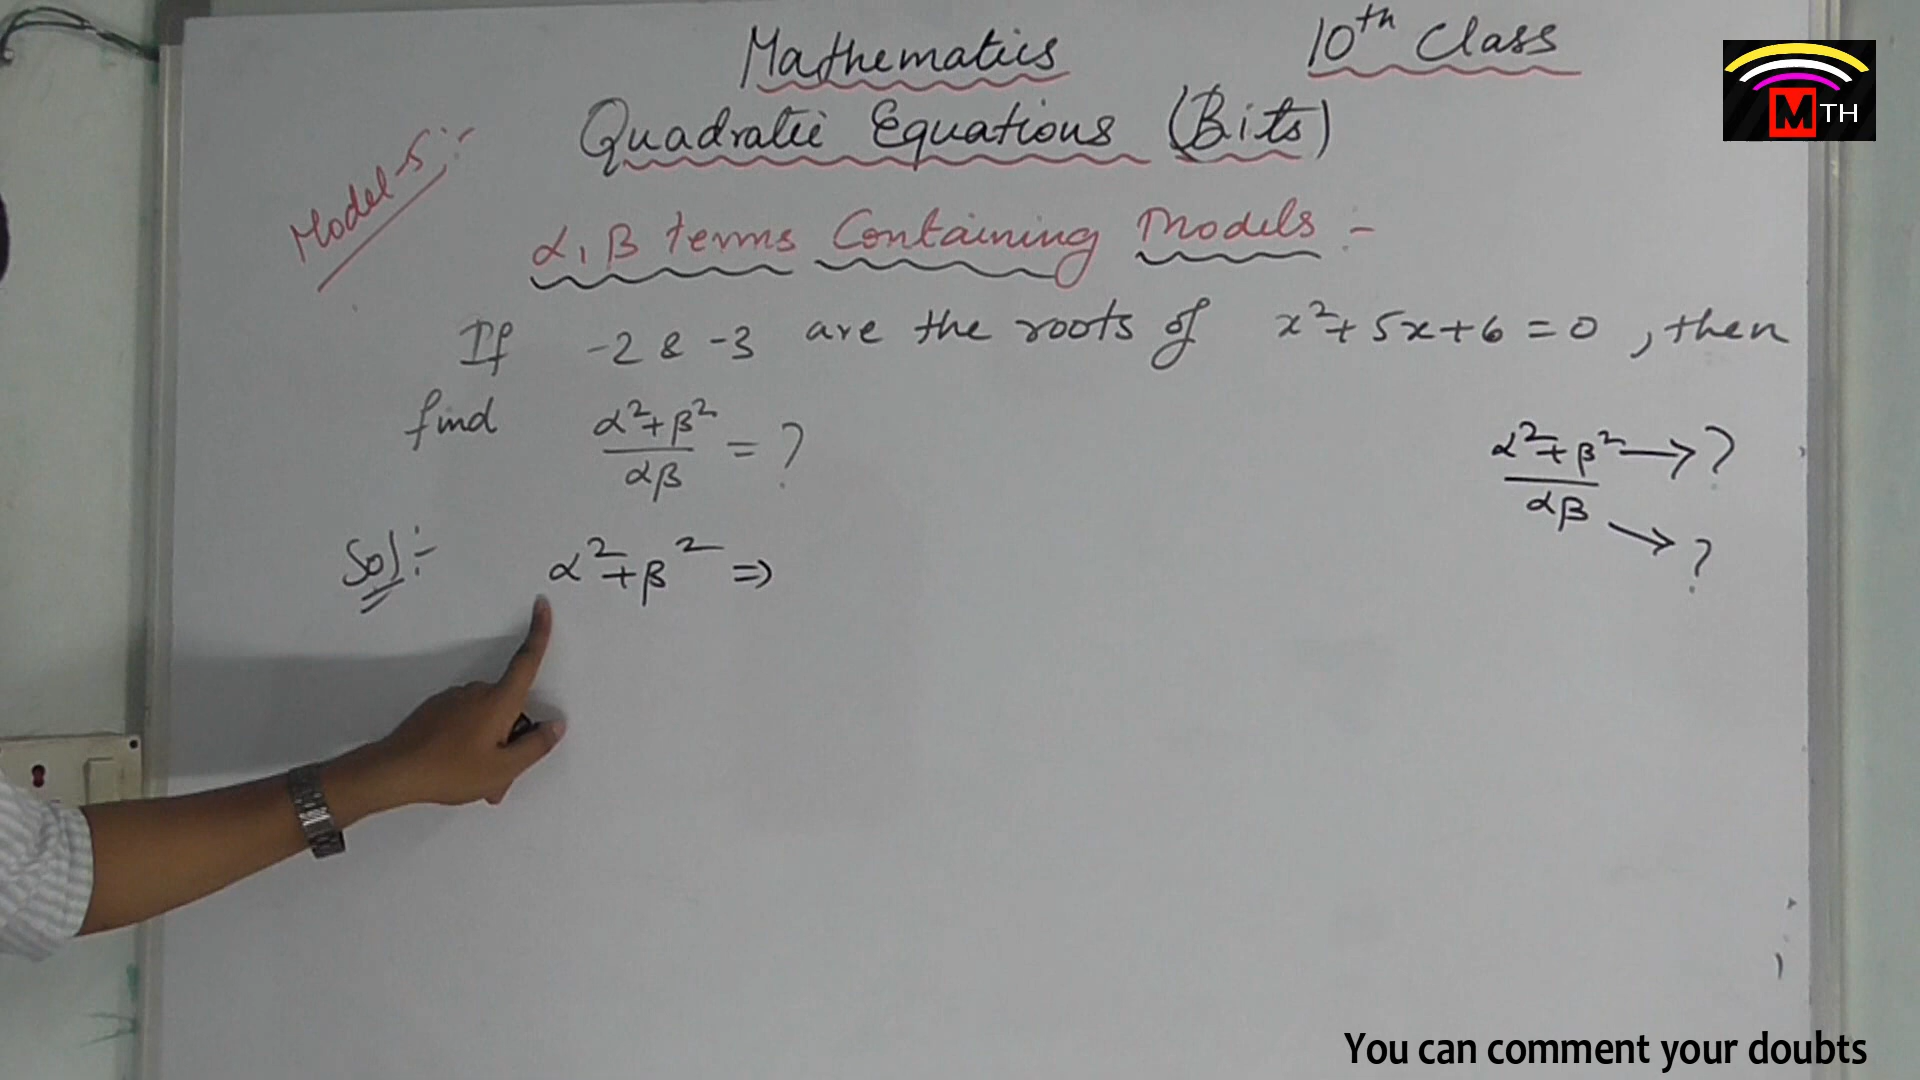 Mathematics 10th Class
MTH
Quadratic Equations (Bits)
Model-5:-
α, β terms Containing Models :-
If -2 & -3 are the roots of x²+5x+6=0, then
find (α²+β²)/(αβ) = ?
(α²+β²)/(αβ) → ? → ?
Sol:- α²+β² ⇒
You can comment your doubts